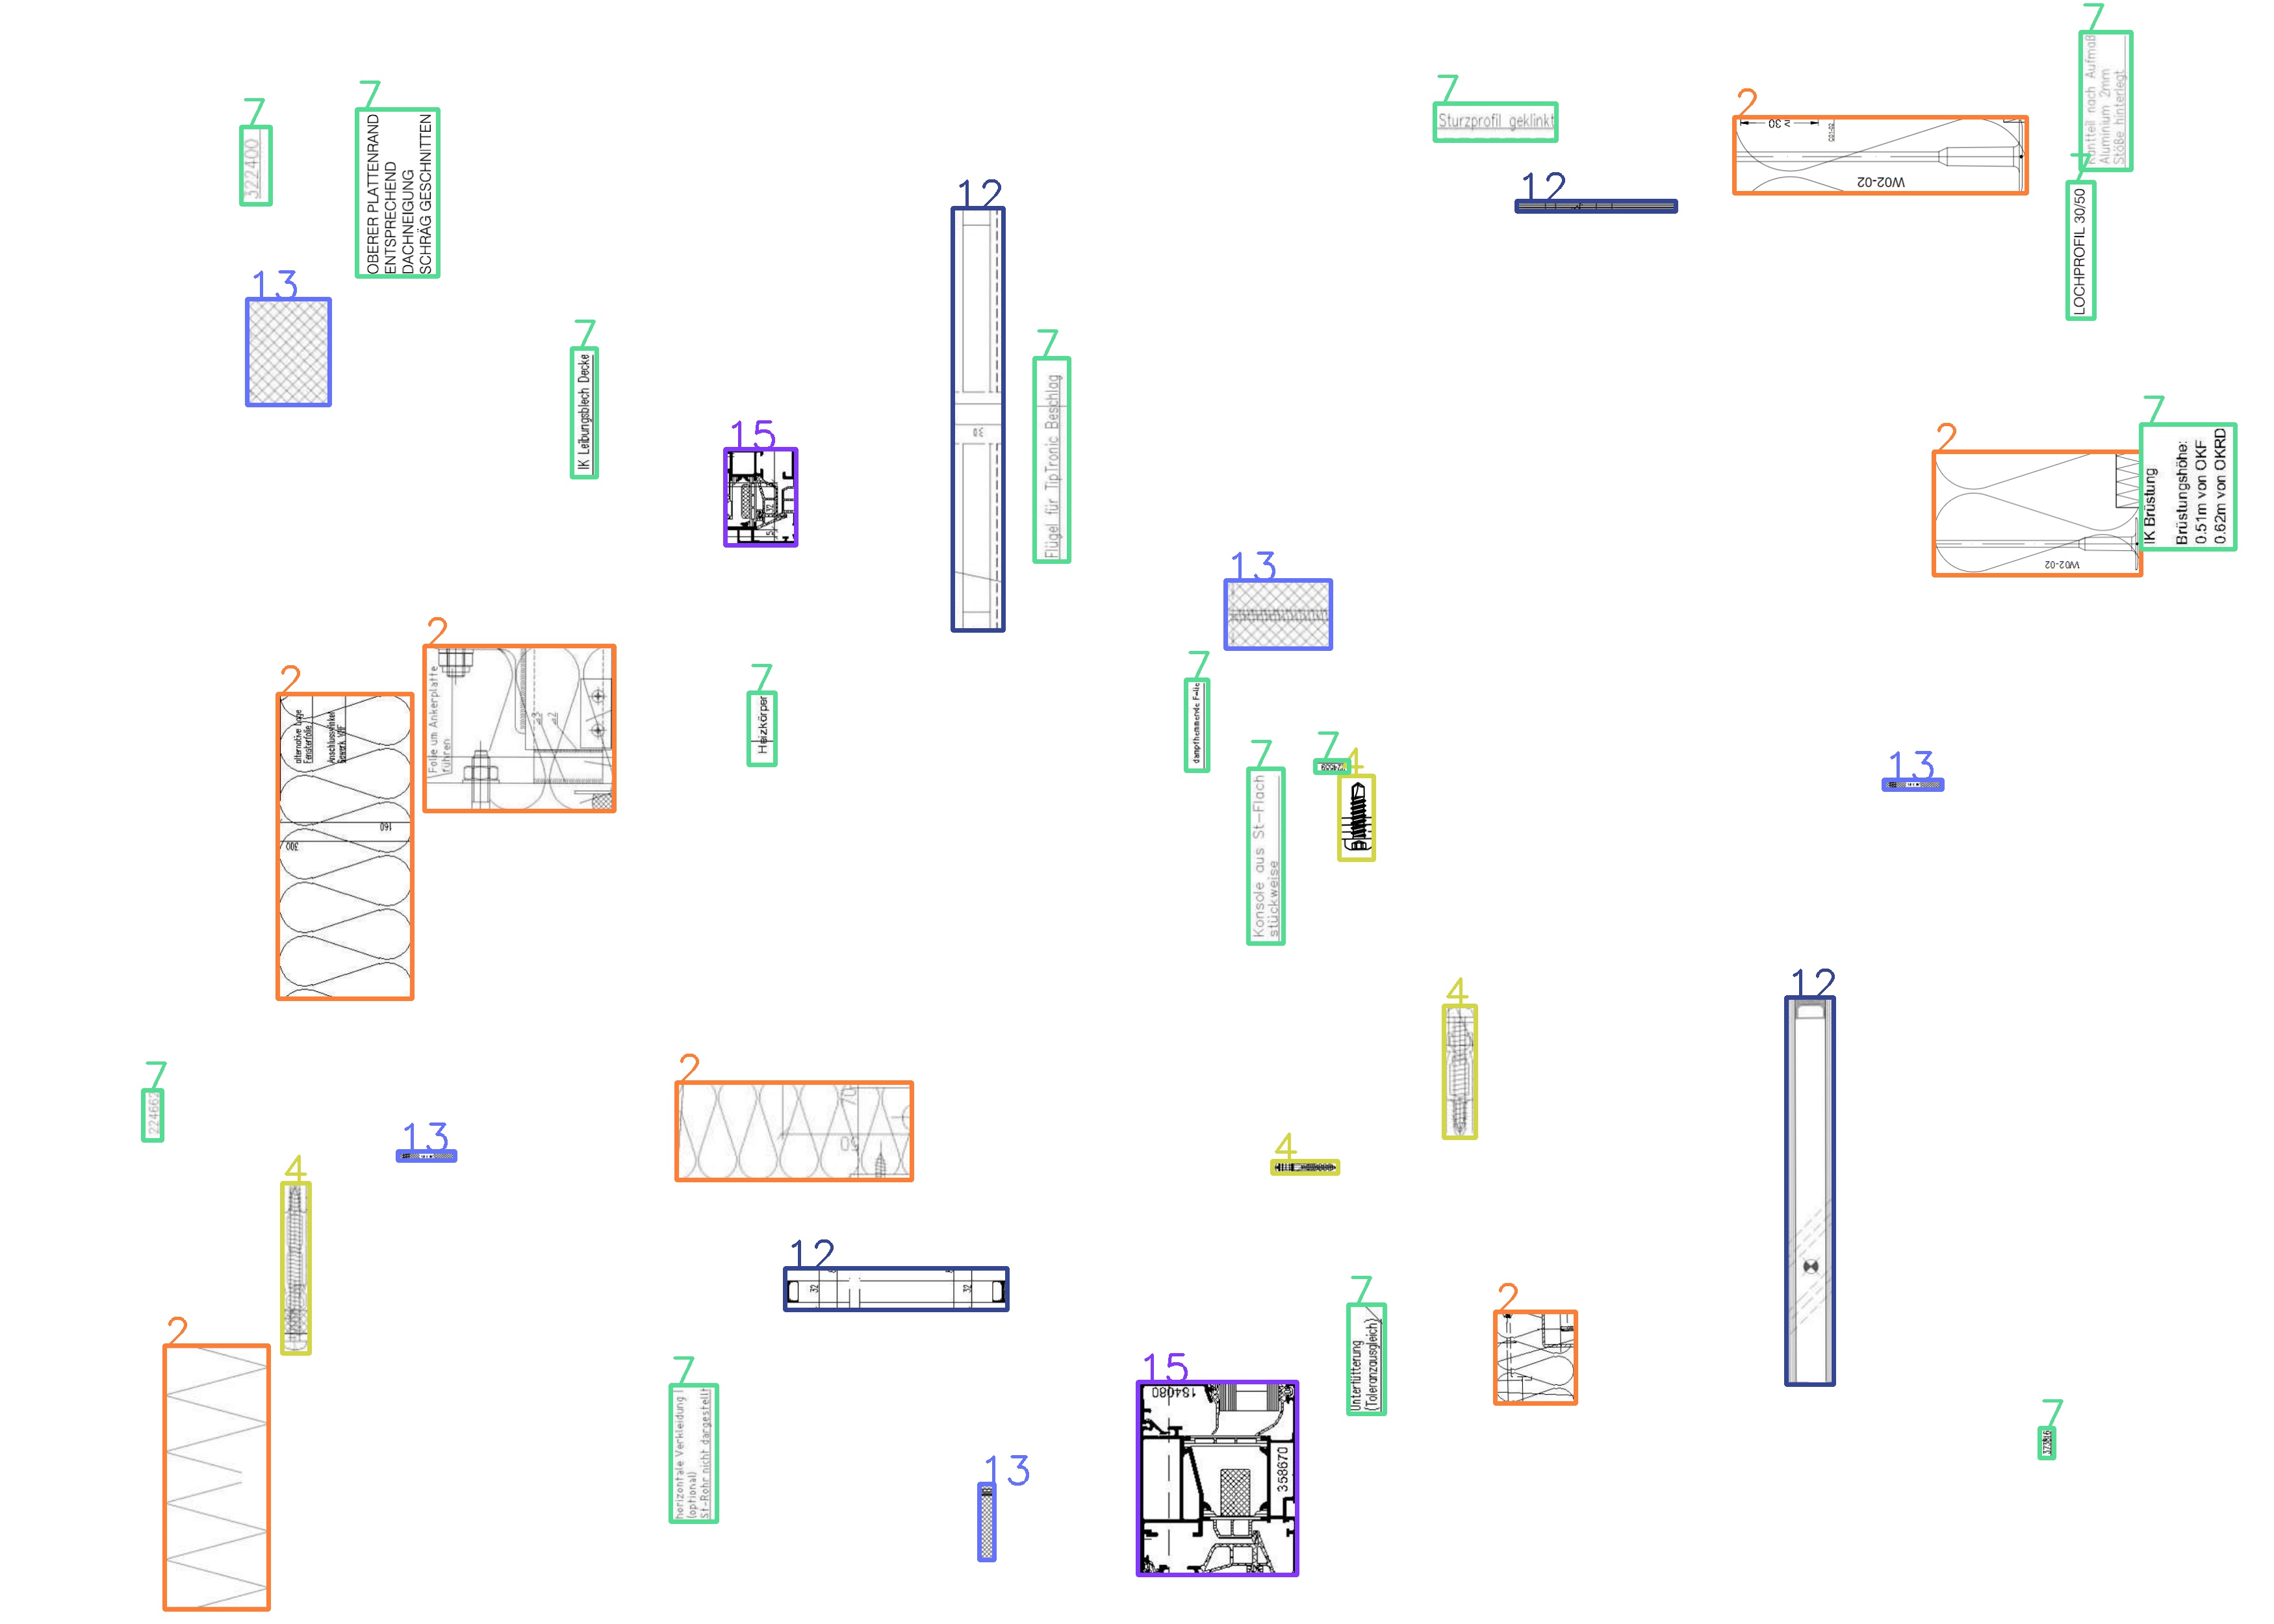 7
7
7
2
7
12
12
7
322400
OBERER PLATTENRAND
ENTSPRECHEND
DACHNEIGUNG
SCHRÄG GESCHNITTEN
Sturzprofil geklinkt
30
W02-02
Kantteil nach Aufmaß
Aluminium 2mm
Stöße hinterlegt
LOCHPROFIL 30/50
13
7
IK Leibungsblech Decke
15
7
30
Flügel für TipTronic Beschlag
2
7
W02-02
IK Brüstung
Brüstungshöhe:
0.51m von OKF
0.62m von OKRD
13
2
2
7
7
alternative Lage
Fensterfolie
Anschlusswinkel
160
300
Folie um Ankerplatte
führen
Heizkörper
dampfhemmende Folie
7
7
4
13
Konsole aus St-Flach
stückweise
4
12
7
224662
13
2
70
50
4
4
12
32
32
2
7
horizontale Verkleidung
(optional)
St-Rohr nicht dargestellt
13
15
184080
358670
7
Unterfütterung
(Toleranzausgleich)
2
7